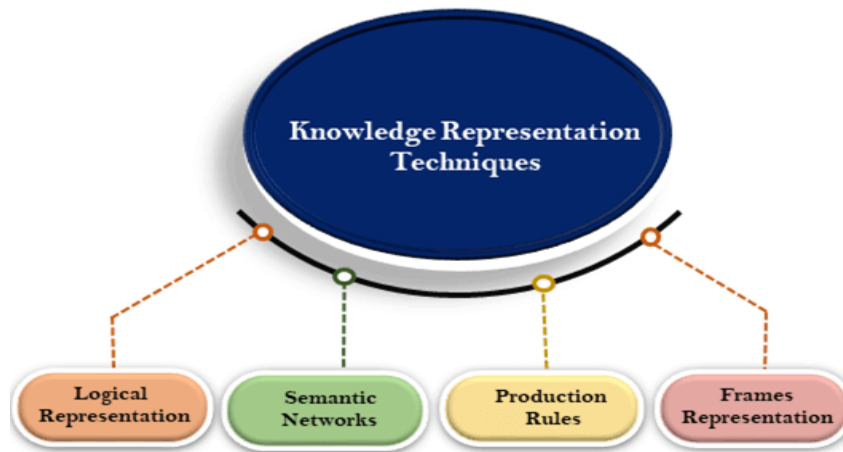 Knowledge Representation
Techniques
Logical
Representation
Semantic
Networks
Production
Rules
Frames
Representation